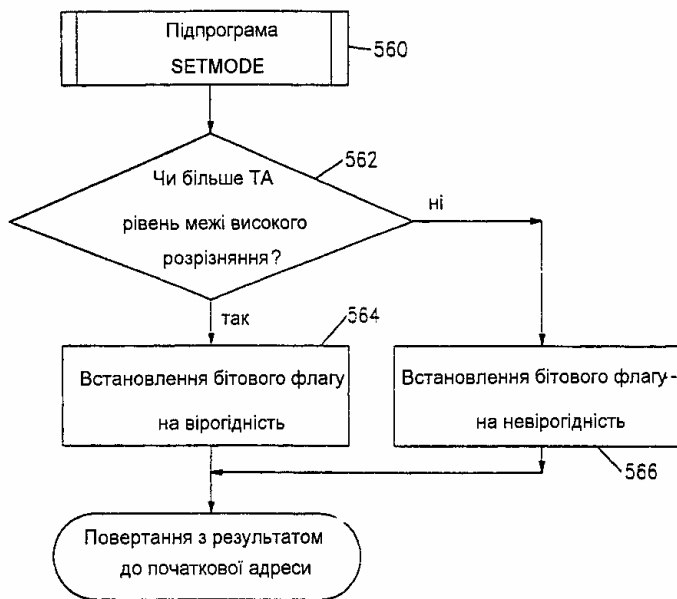 Підпрограма
SETMODE
560
562
Чи більше ТА
рівень межі високого
розрізняння?
ні
так
564
Встановлення бітового флагу
на вірогідність
Встановлення бітового флагу-
на невірогідність
566
Повертання з результатом
до початкової адреси